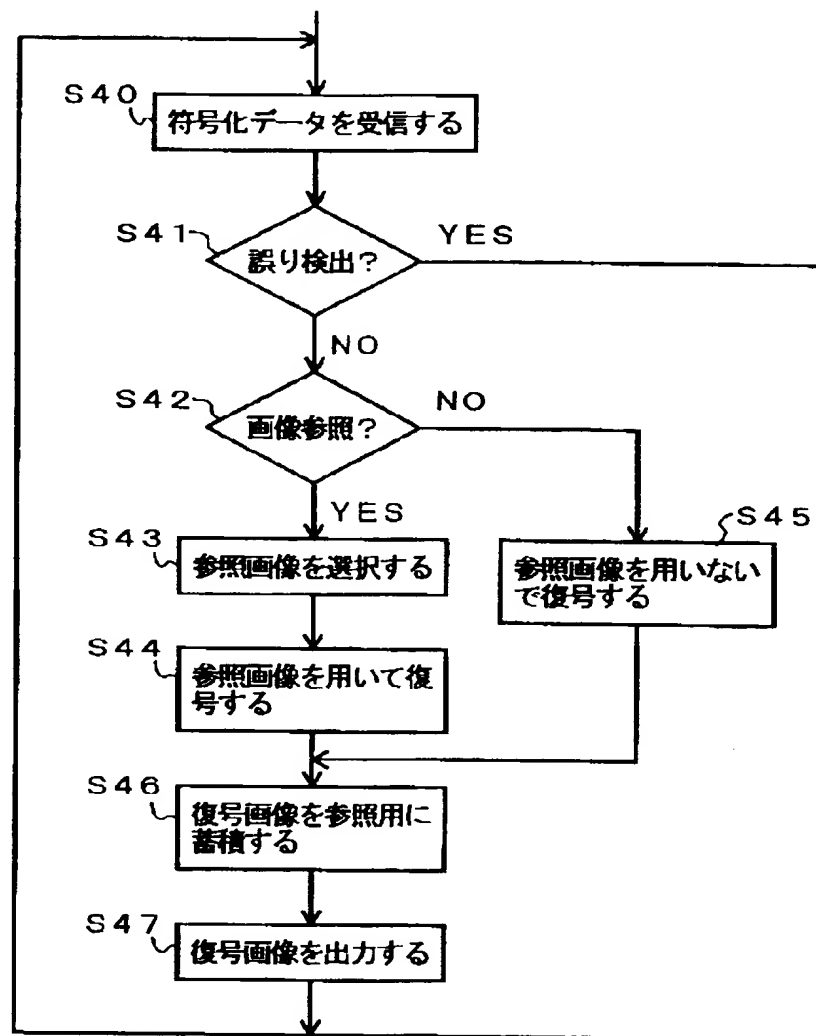 S40
符号化データを受信する
S41
誤り検出？
YES
NO
S42
画像参照？
NO
YES
S43
参照画像を選択する
S45
参照画像を用いない
で復号する
S44
参照画像を用いて復
号する
S46
復号画像を参照用に
蓄積する
S47
復号画像を出力する